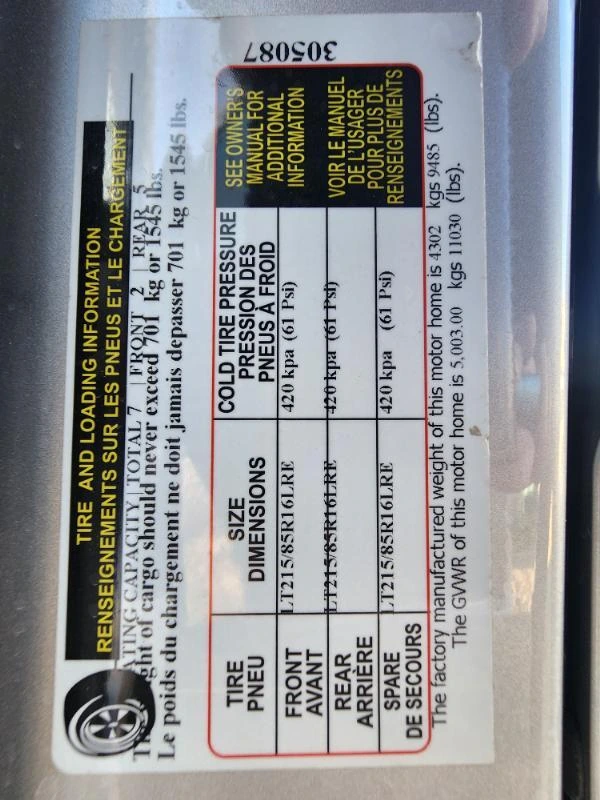 TIRE AND LOADING INFORMATION
RENSEIGNEMENTS SUR LES PNEUS ET LE CHARGEMENT
ATING CAPACITY | TOTAL 7 | FRONT 2 | REAR 5
ght of cargo should never exceed 701 kg or 1545 lbs.
Le poids du chargement ne doit jamais depasser 701 kg or 1545 lbs.
305087
TIRE SIZE COLD TIRE PRESSURE SEE OWNER'S
PNEU DIMENSIONS PRESSION DES MANUAL FOR
PNEUS À FROID ADDITIONAL
INFORMATION
FRONT LT215/85R16LRE 420 kpa (61 Psi)
AVANT
REAR LT215/85R16LRE 420 kpa (61 Psi) VOIR LE MANUEL
ARRIÈRE DE L'USAGER
SPARE LT215/85R16LRE 420 kpa (61 Psi) POUR PLUS DE
DE SECOURS RENSEIGNEMENTS
The factory manufactured weight of this motor home is 4302 kgs 9485 (lbs).
The GVWR of this motor home is 5,003.00 kgs 11030 (lbs).